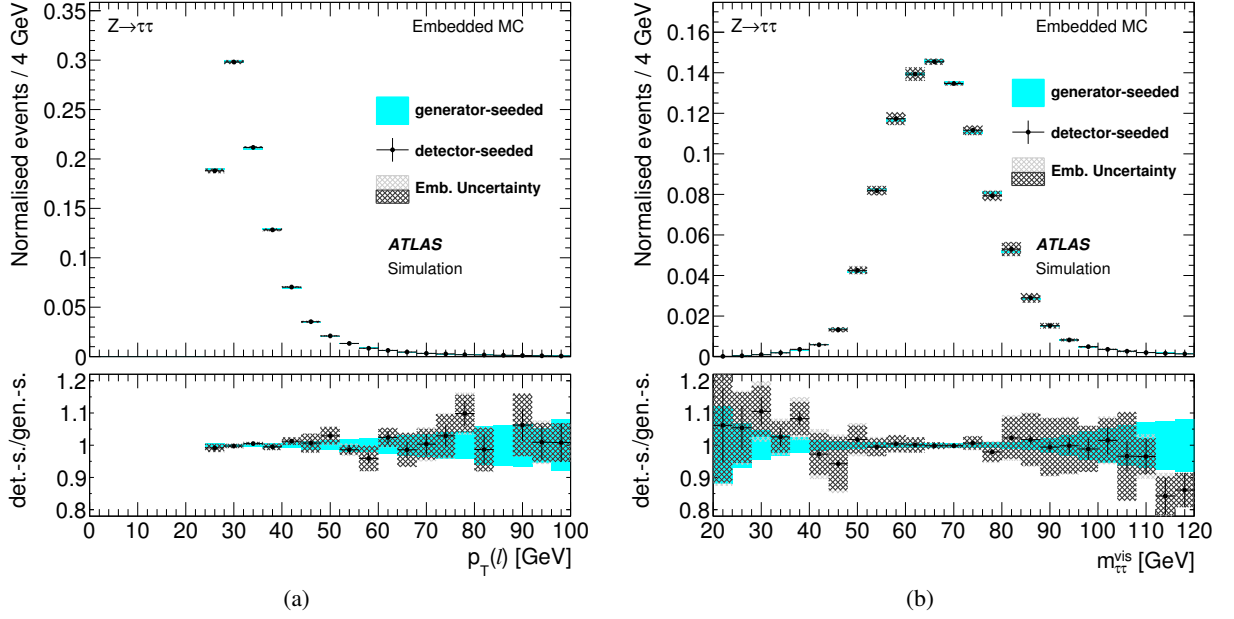 Normalised events / 4 GeV
0.35
0.3
0.25
0.2
0.15
0.1
0.05
0
Z→ττ
Embedded MC
generator-seeded
detector-seeded
Emb. Uncertainty
ATLAS
Simulation
det.-s./gen.-s.
1.2
1.1
1
0.9
0.8
0 10 20 30 40 50 60 70 80 90 100
p_T(l) [GeV]
(a)
Normalised events / 4 GeV
0.16
0.14
0.12
0.1
0.08
0.06
0.04
0.02
0
Z→ττ
Embedded MC
generator-seeded
detector-seeded
Emb. Uncertainty
ATLAS
Simulation
det.-s./gen.-s.
1.2
1.1
1
0.9
0.8
20 30 40 50 60 70 80 90 100 110 120
m_ττ^vis [GeV]
(b)